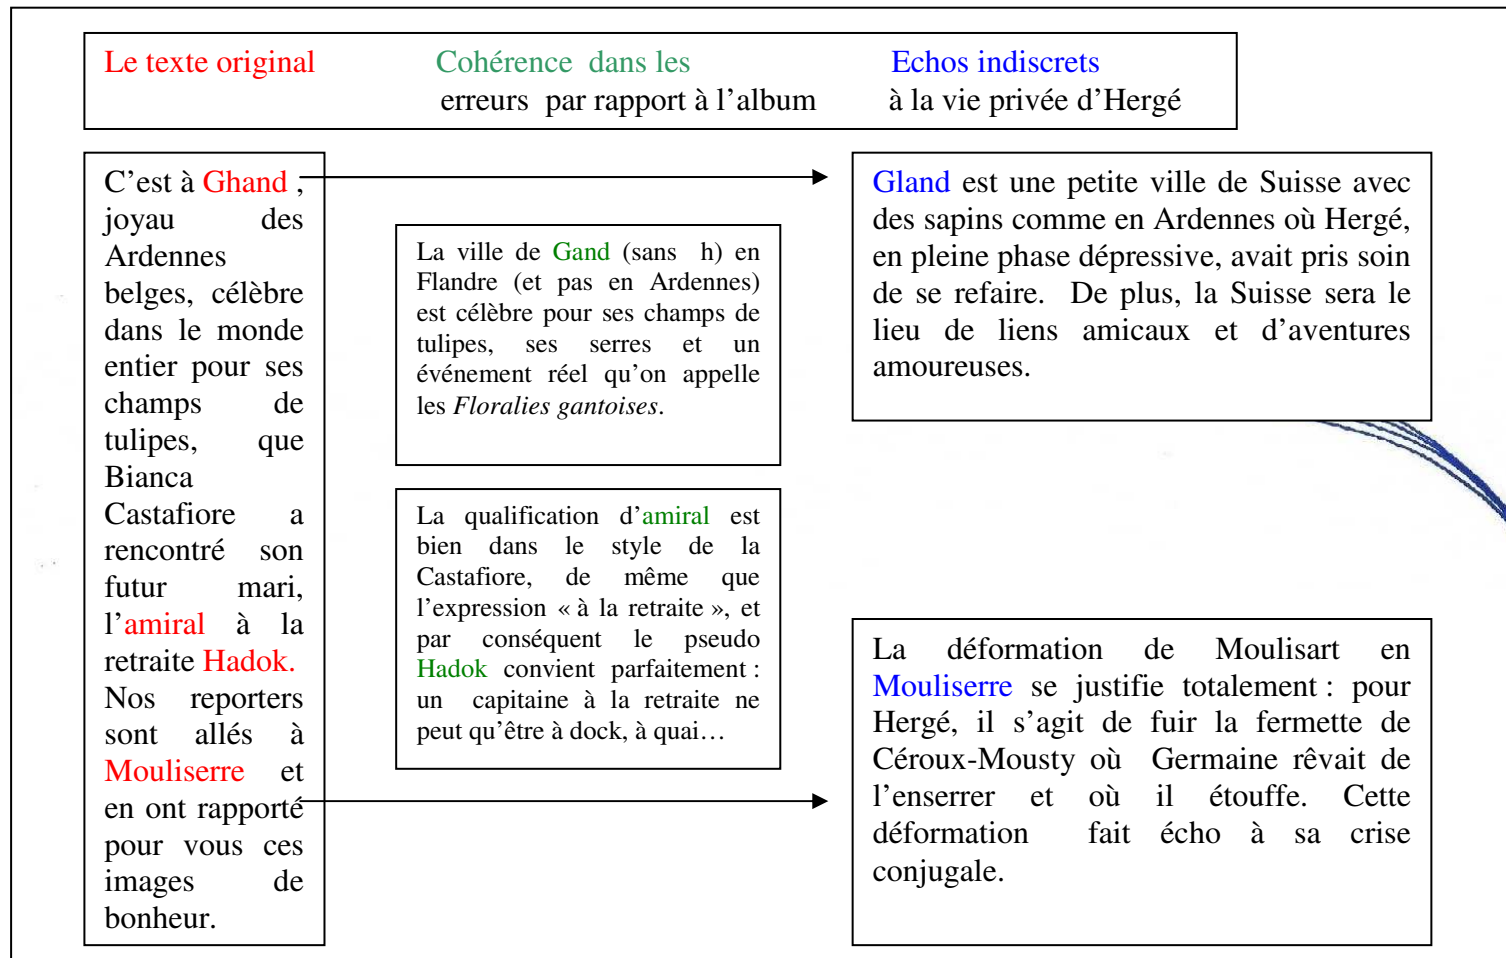 Le texte original
Cohérence dans les
erreurs par rapport à l'album
Echos indiscrets
à la vie privée d'Hergé
C'est à Ghand ,
joyau des
Ardennes
belges, célèbre
dans le monde
entier pour ses
champs de
tulipes, que
Bianca
Castafiore a
rencontré son
futur mari,
l'amiral à la
retraite Hadok.
Nos reporters
sont allés à
Mouliserre et
en ont rapporté
pour vous ces
images de
bonheur.
La ville de Gand (sans h) en
Flandre (et pas en Ardennes)
est célèbre pour ses champs de
tulipes, ses serres et un
événement réel qu'on appelle
les Floralies gantoises.
La qualification d'amiral est
bien dans le style de la
Castafiore, de même que
l'expression « à la retraite », et
par conséquent le pseudo
Hadok convient parfaitement :
un capitaine à la retraite ne
peut qu'être à dock, à quai…
Gland est une petite ville de Suisse avec
des sapins comme en Ardennes où Hergé,
en pleine phase dépressive, avait pris soin
de se refaire. De plus, la Suisse sera le
lieu de liens amicaux et d'aventures
amoureuses.
La déformation de Moulisart en
Mouliserre se justifie totalement : pour
Hergé, il s'agit de fuir la fermette de
Céroux-Mousty où Germaine rêvait de
l'enserrer et où il étouffe. Cette
déformation fait écho à sa crise
conjugale.